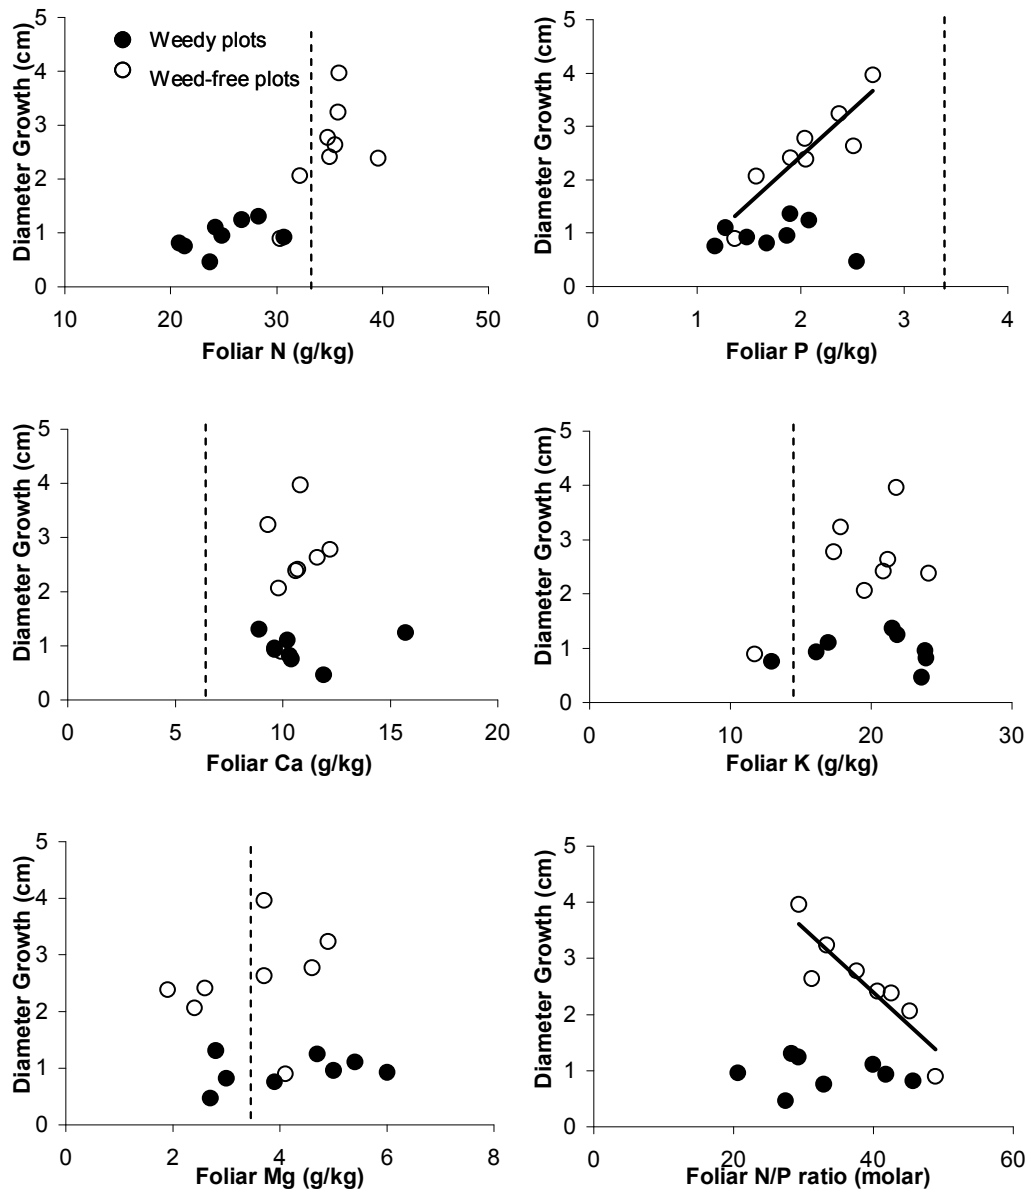 5
4
3
2
1
0
Diameter Growth (cm)
Weedy plots
Weed-free plots
10 20 30 40 50
Foliar N (g/kg)
5
4
3
2
1
0
Diameter Growth (cm)
0 1 2 3 4
Foliar P (g/kg)
5
4
3
2
1
0
Diameter Growth (cm)
0 5 10 15 20
Foliar Ca (g/kg)
5
4
3
2
1
0
Diameter Growth (cm)
0 10 20 30
Foliar K (g/kg)
5
4
3
2
1
0
Diameter Growth (cm)
0 2 4 6 8
Foliar Mg (g/kg)
5
4
3
2
1
0
Diameter Growth (cm)
0 20 40 60
Foliar N/P ratio (molar)